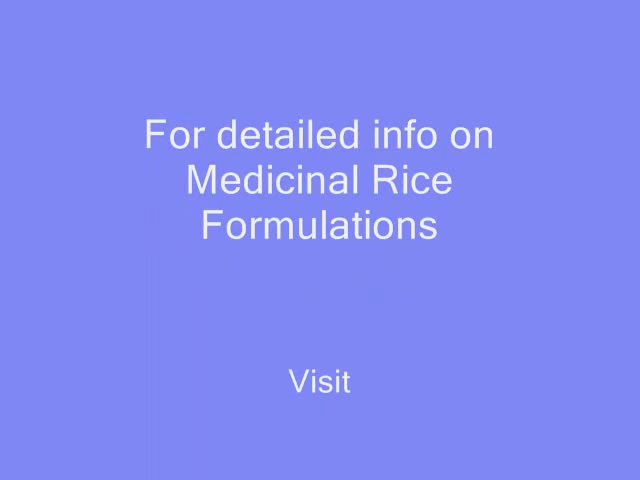 For detailed info on
Medicinal Rice
Formulations
Visit